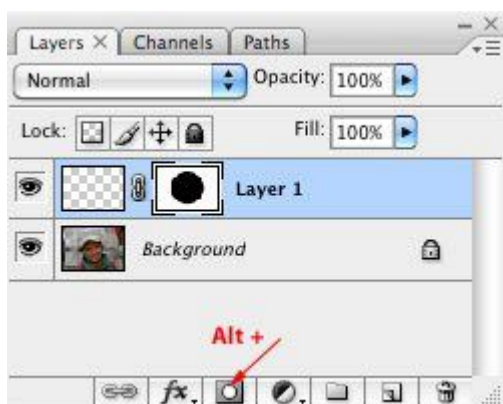 Layers × Channels Paths
Normal Opacity: 100%
Lock: Fill: 100%
Layer 1
Background
Alt +
fx.